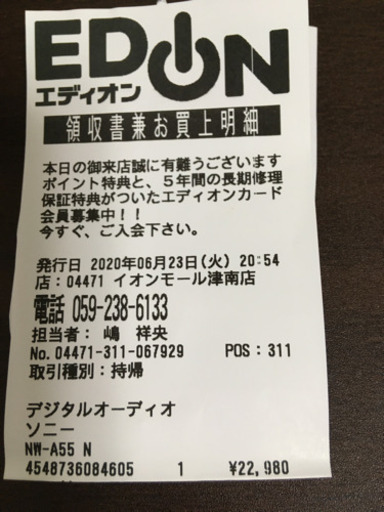 EDION
エディオン
領収書兼お買上明細
本日の御来店誠に有難うございます
ポイント特典と、5年間の長期修理
保証特典がついたエディオンカード
会員募集中!!
今すぐ、ご入会下さい。
発行日 2020年06月23日(火) 20:54
店:04471 イオンモール津南店
電話 059-238-6133
担当者: 嶋 祥央
No.04471-311-067929 POS:311
取引種別:持帰
デジタルオーディオ
ソニー
NW-A55 N
4548736084605 1 ¥22,980